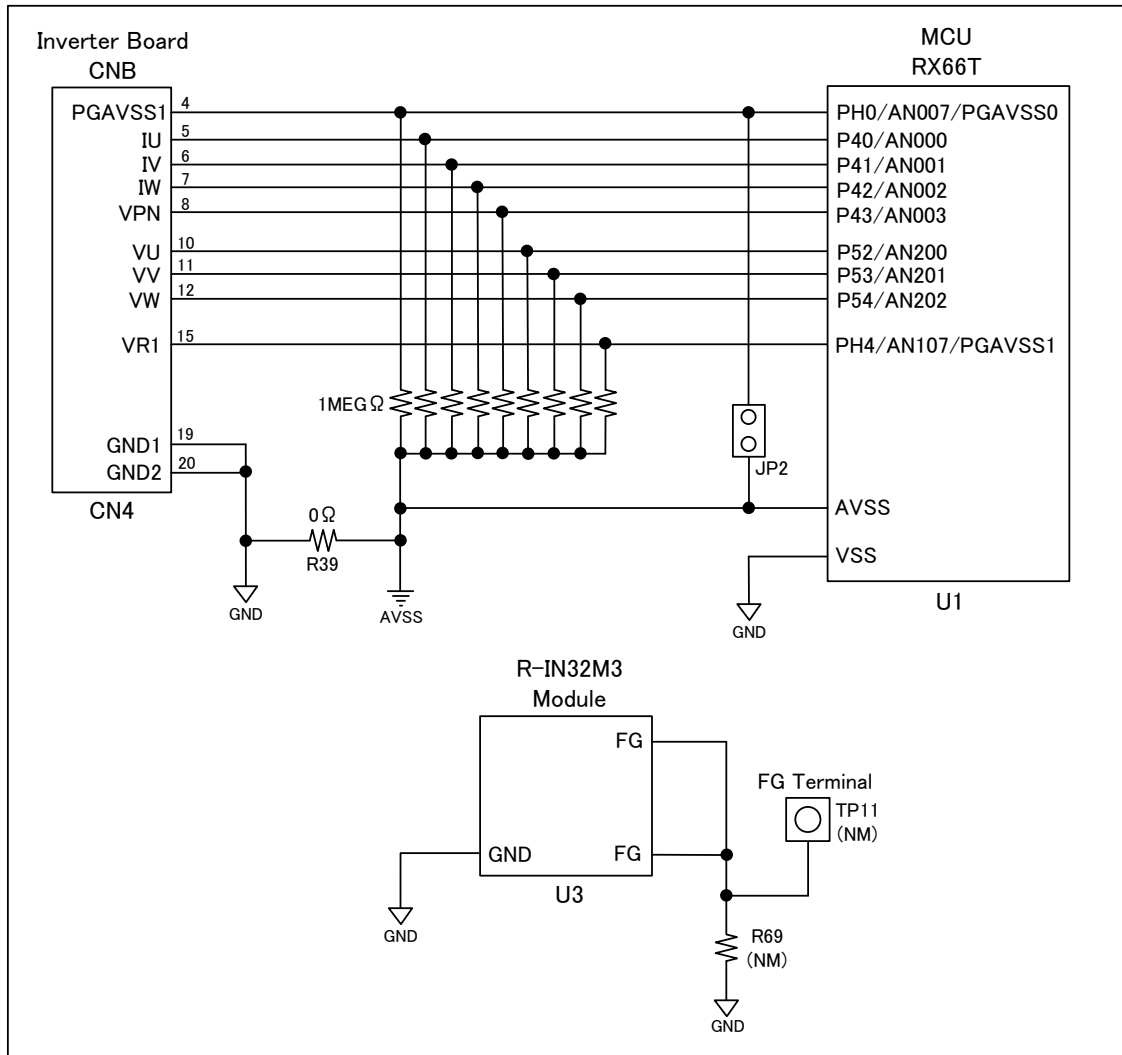 Inverter Board
CNB
MCU
RX66T
PGAVSS1 4 PH0/AN007/PGAVSS0
IU 5 P40/AN000
IV 6 P41/AN001
IW 7 P42/AN002
VPN 8 P43/AN003
VU 10 P52/AN200
VV 11 P53/AN201
VW 12 P54/AN202
VR1 15 PH4/AN107/PGAVSS1
1MEGΩ
GND1 19
GND2 20
JP2
CN4
0Ω
R39
AVSS
VSS
GND
AVSS
GND
U1
R-IN32M3
Module
FG
FG Terminal
TP11
(NM)
GND FG
U3
GND
R69
(NM)
GND